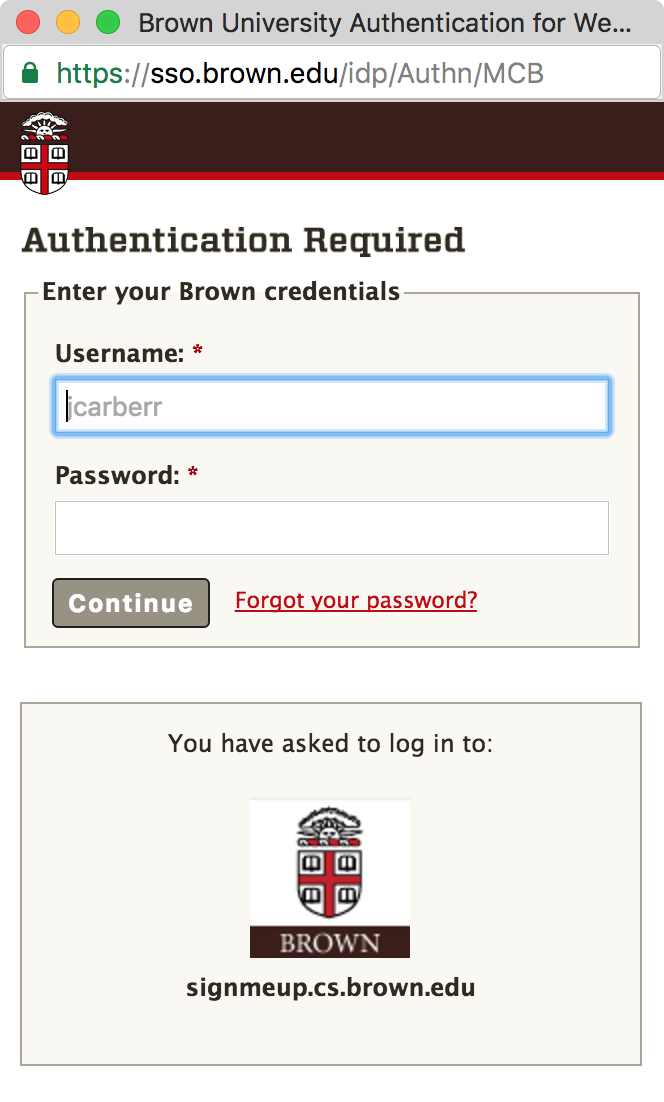 Brown University Authentication for We...
https://sso.brown.edu/idp/Authn/MCB
Authentication Required
Enter your Brown credentials
Username: *
jcarberr
Password: *
Continue
Forgot your password?
You have asked to log in to:
BROWN
signmeup.cs.brown.edu